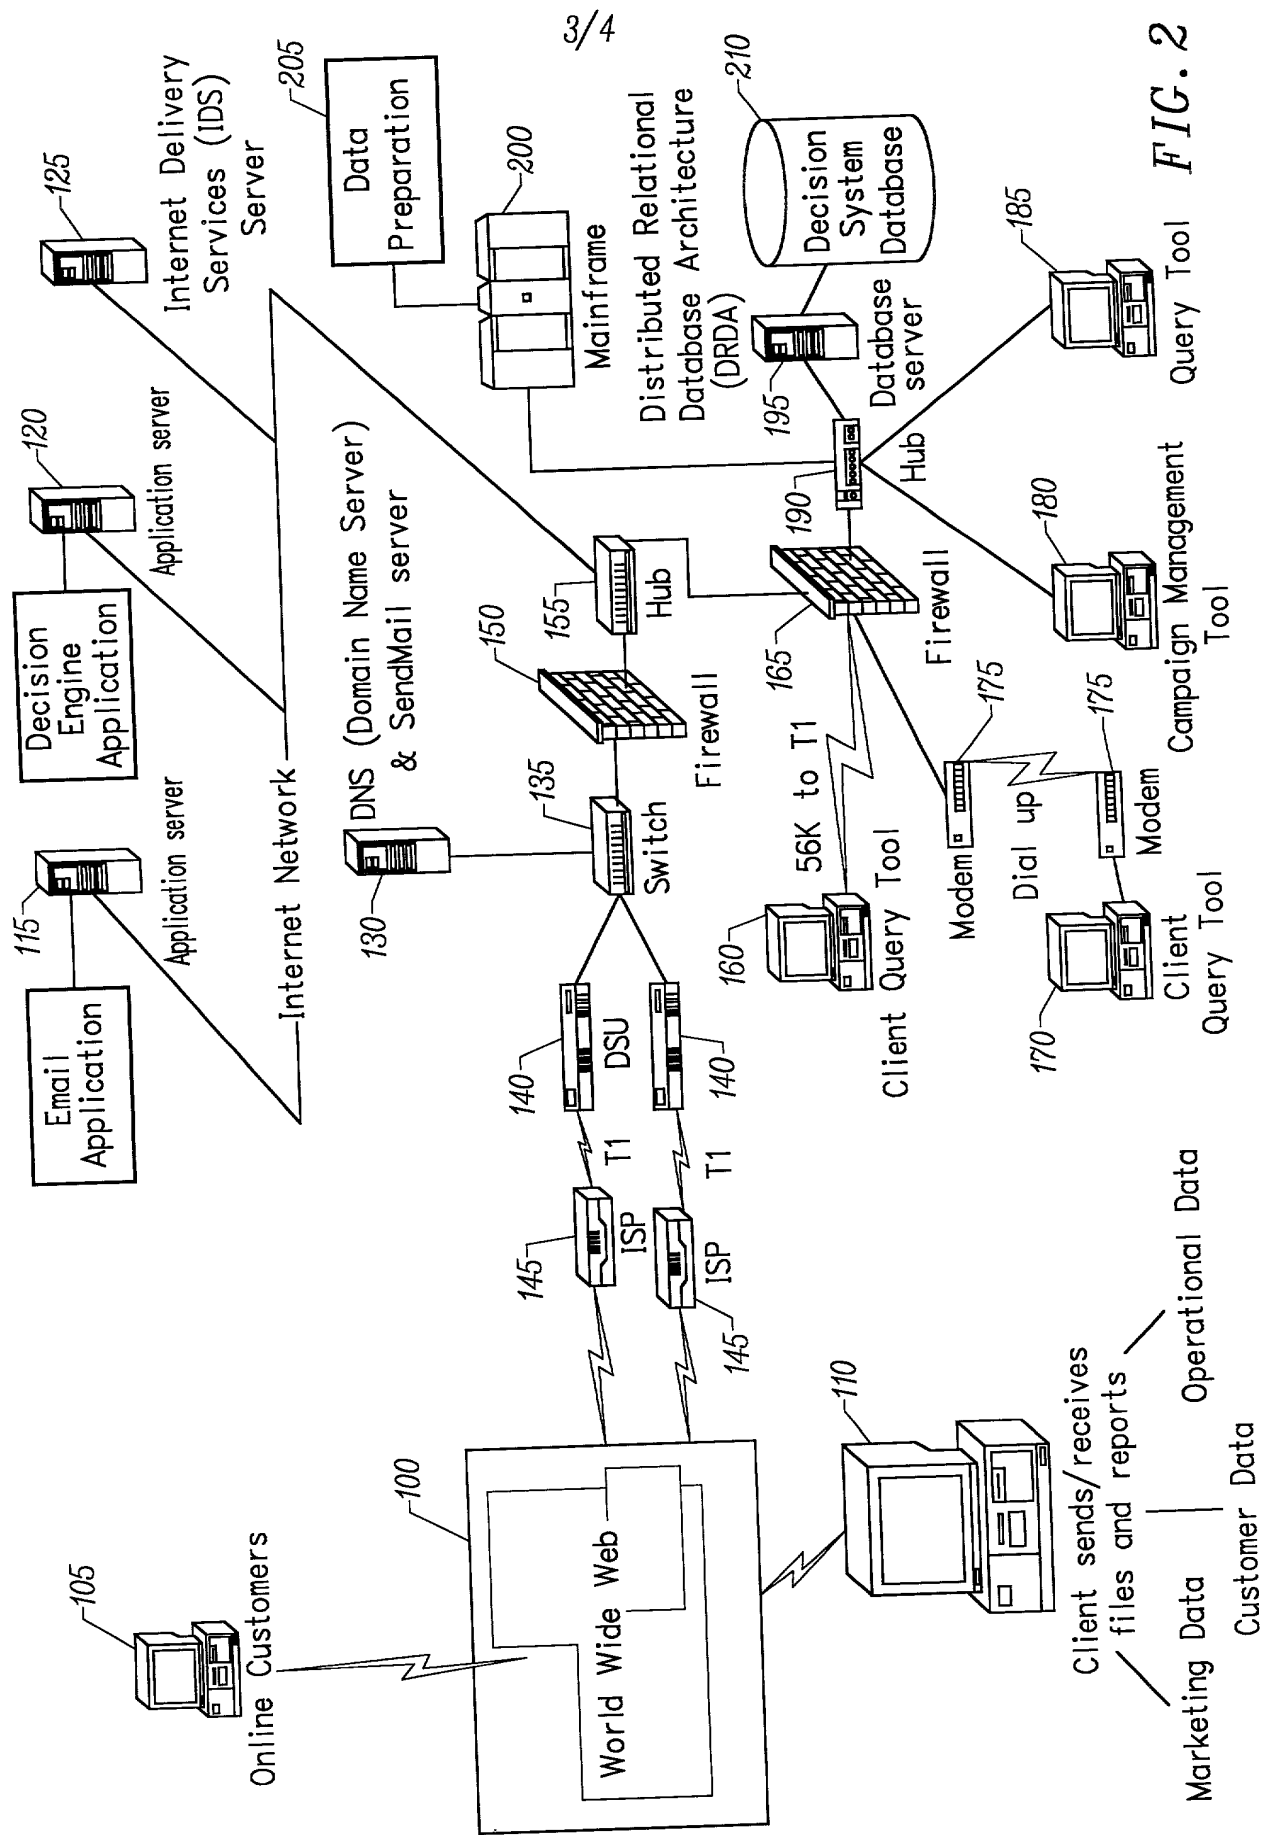 3/4
105
Online Customers
100
World Wide Web
110
Client sends/receives
files and reports
Marketing Data
Customer Data
Operational Data
145
ISP
145
ISP
T1
T1
140
DSU
140
Email
Application
115
Application server
Decision
Engine
Application
120
Application server
125
Internet Delivery
Services (IDS)
Server
Internet Network
130
DNS (Domain Name Server)
& SendMail server
135
Switch
150
Firewall
155
Hub
205
Data
Preparation
200
Mainframe
Distributed Relational
Database Architecture
(DRDA)
210
Decision
System
Database
195
Database
server
190
Hub
165
Firewall
160
Client Query Tool
56K to T1
175
Modem
Dial up
175
Modem
170
Client
Query Tool
180
Campaign Management
Tool
185
Query Tool
FIG. 2